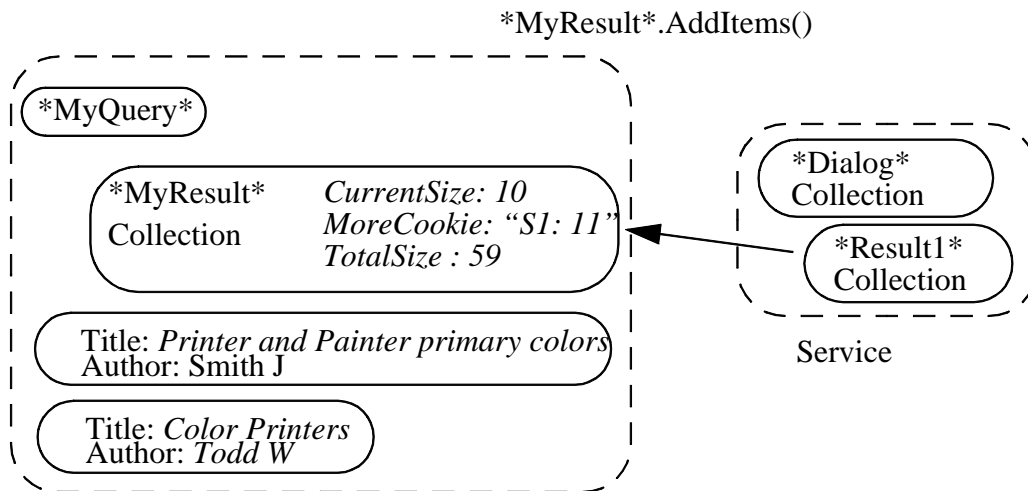 *MyResult*.AddItems()
*MyQuery*
*MyResult*
Collection
CurrentSize: 10
MoreCookie: “S1: 11”
TotalSize : 59
Title: Printer and Painter primary colors
Author: Smith J
Title: Color Printers
Author: Todd W
*Dialog*
Collection
*Result1*
Collection
Service